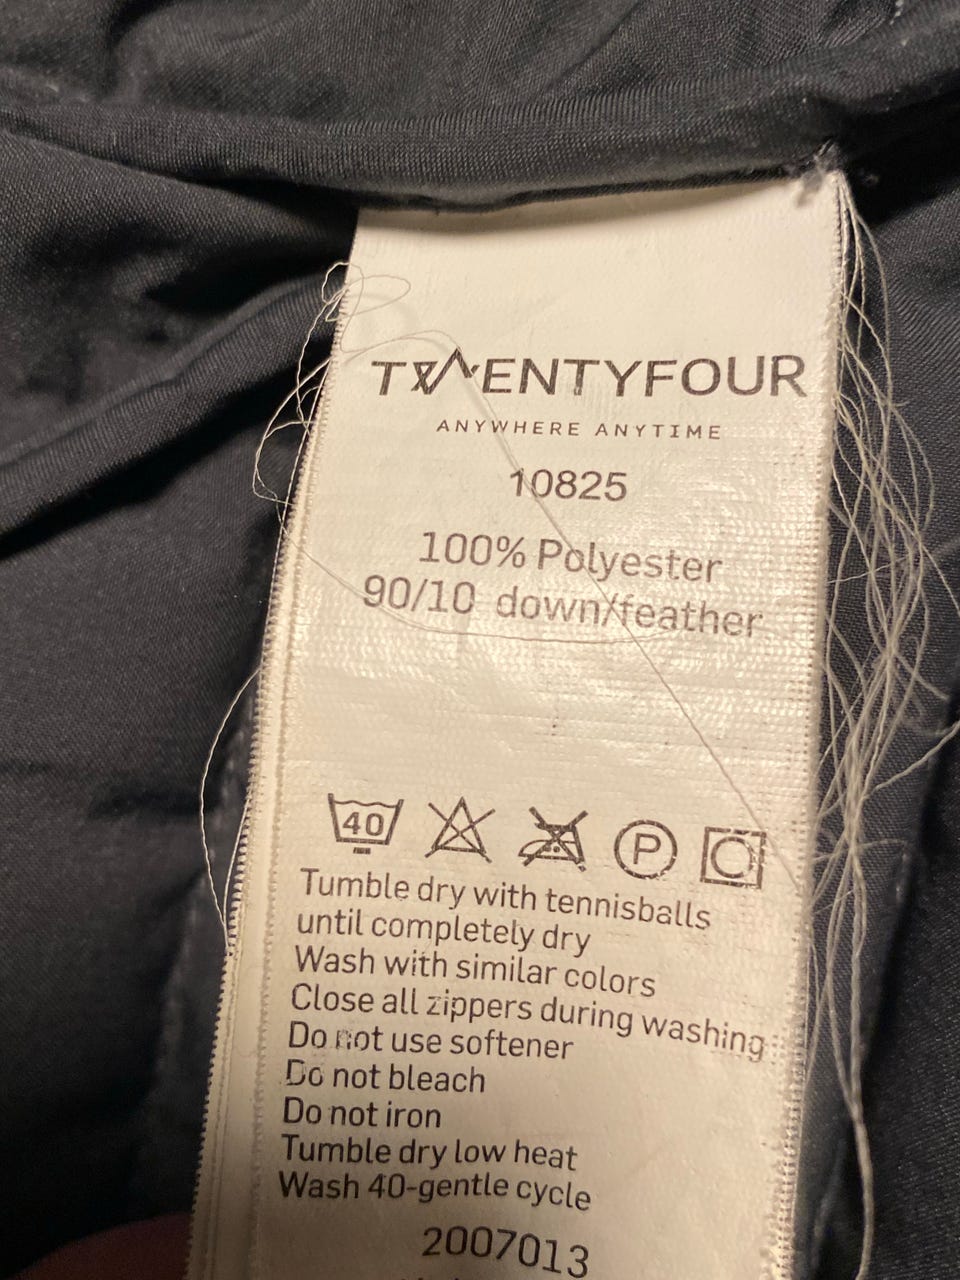 TWENTYFOUR
ANYWHERE ANYTIME
10825
100% Polyester
90/10 down/feather
40 P
Tumble dry with tennisballs
until completely dry
Wash with similar colors
Close all zippers during washing
Do not use softener
Do not bleach
Do not iron
Tumble dry low heat
Wash 40-gentle cycle
2007013